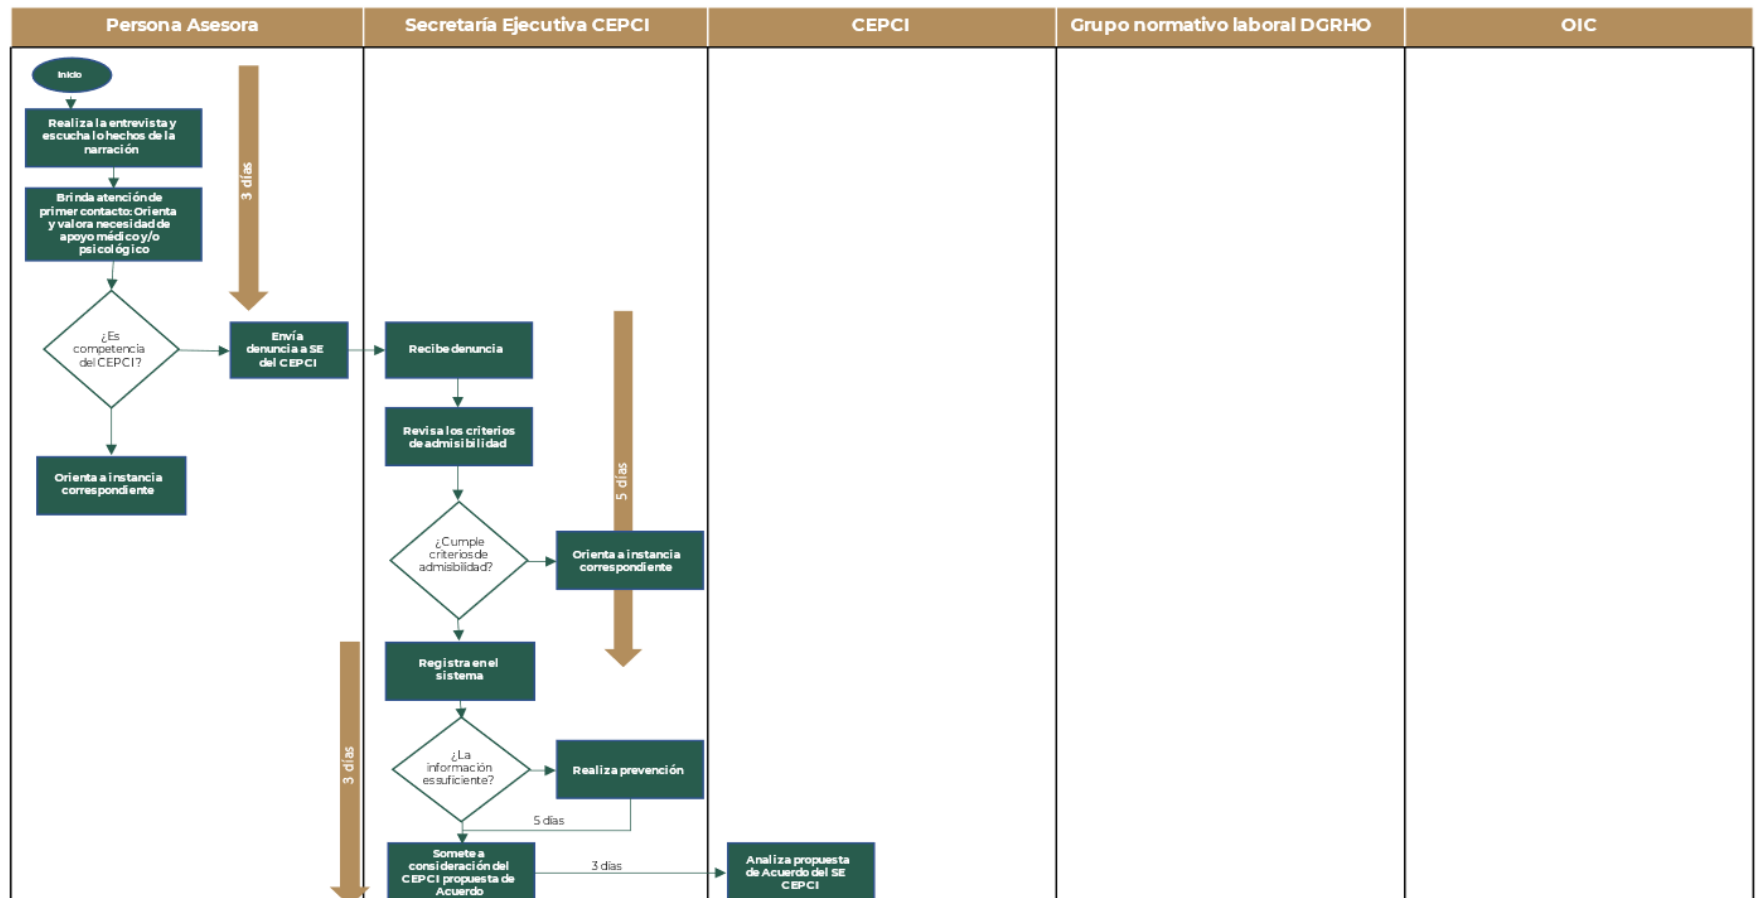 Persona Asesora
Secretaría Ejecutiva CEPCI
CEPCI
Grupo normativo laboral DGRHO
OIC
Inicio
Realiza la entrevista y
escucha lo hechos de la
narración
3 días
Brinda atención de
primer contacto: Orienta
y valora necesidad de
apoyo médico y/o
psicológico
¿Es
competencia
del CEPCI?
Envía
denuncia a SE
del CEPCI
Recibe denuncia
Revisa los criterios
de admisibilidad
Orienta a instancia
correspondiente
5 días
¿Cumple
criterios de
admisibilidad?
Orienta a instancia
correspondiente
Registra en el
sistema
3 días
¿La
información
es suficiente?
Realiza prevención
5 días
Somete a
consideración del
CEPCI propuesta de
Acuerdo
3 días
Analiza propuesta
de Acuerdo del SE
CEPCI